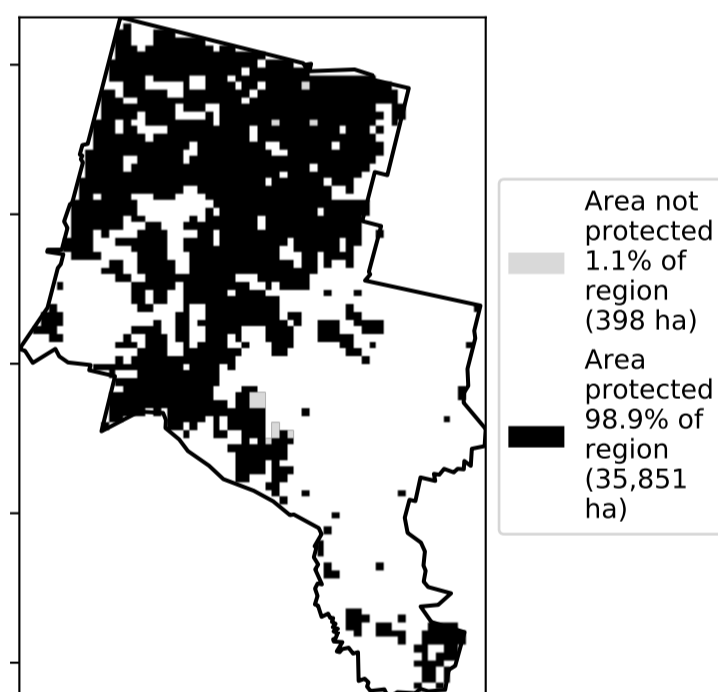 Area not
protected
1.1% of
region
(398 ha)
Area
protected
98.9% of
region
(35,851
ha)